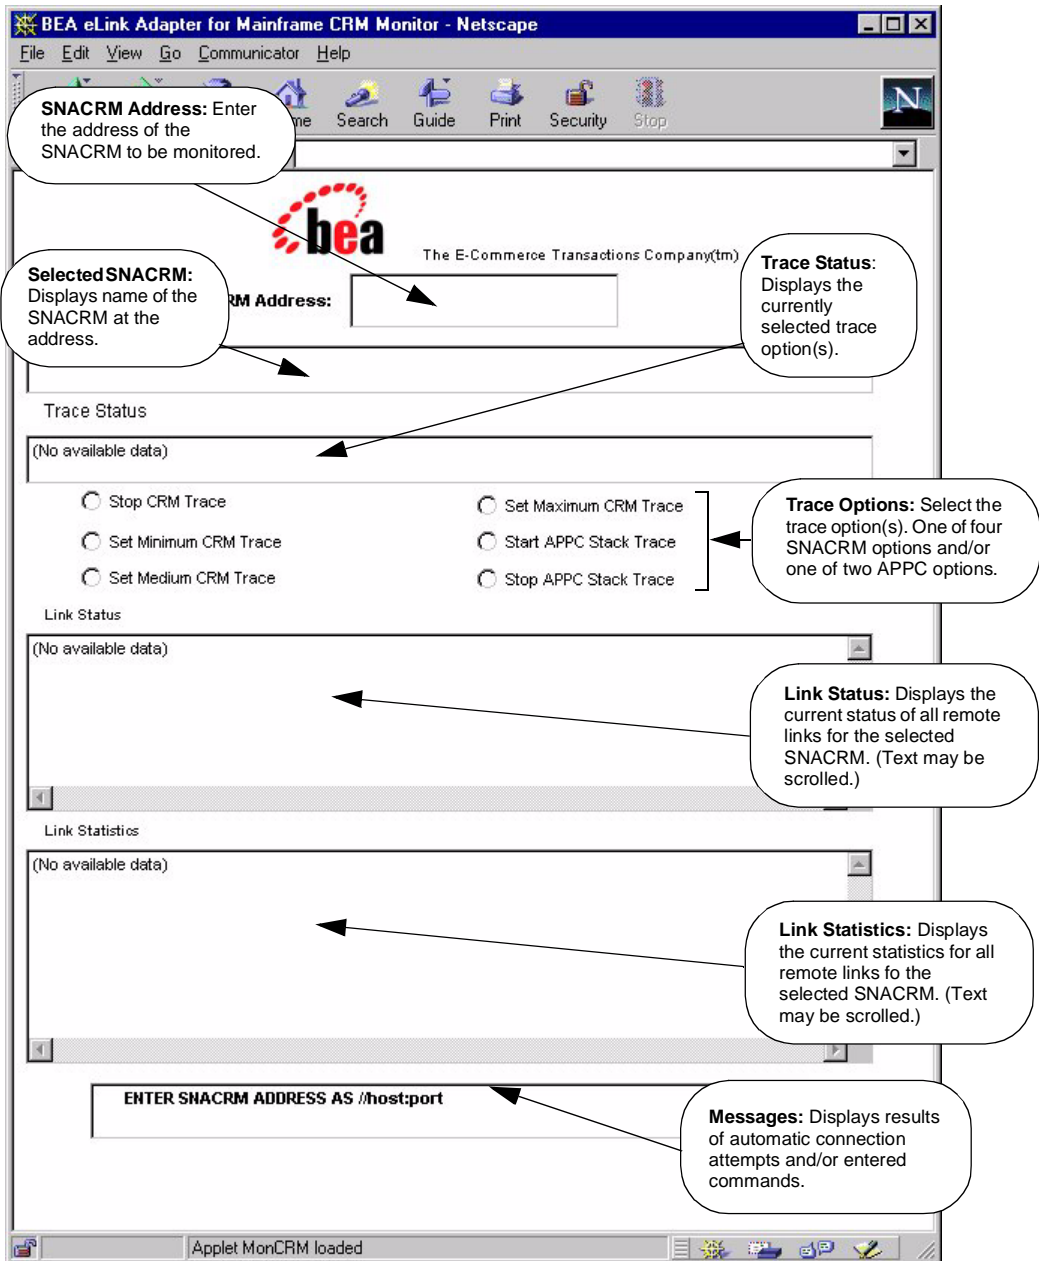 BEA eLink Adapter for Mainframe CRM Monitor - Netscape
File Edit View Go Communicator Help
Search Guide Print Security Stop
N
SNACRM Address: Enter
the address of the
SNACRM to be monitored.
bea
The E-Commerce Transactions Company(tm)
Selected SNACRM:
Displays name of the
SNACRM at the
address.
RM Address:
Trace Status:
Displays the
currently
selected trace
option(s).
Trace Status
(No available data)
Stop CRM Trace
Set Minimum CRM Trace
Set Medium CRM Trace
Set Maximum CRM Trace
Start APPC Stack Trace
Stop APPC Stack Trace
Trace Options: Select the
trace option(s). One of four
SNACRM options and/or
one of two APPC options.
Link Status
(No available data)
Link Status: Displays the
current status of all remote
links for the selected
SNACRM. (Text may be
scrolled.)
Link Statistics
(No available data)
Link Statistics: Displays
the current statistics for all
remote links fo the
selected SNACRM. (Text
may be scrolled.)
ENTER SNACRM ADDRESS AS //host:port
Messages: Displays results
of automatic connection
attempts and/or entered
commands.
Applet MonCRM loaded